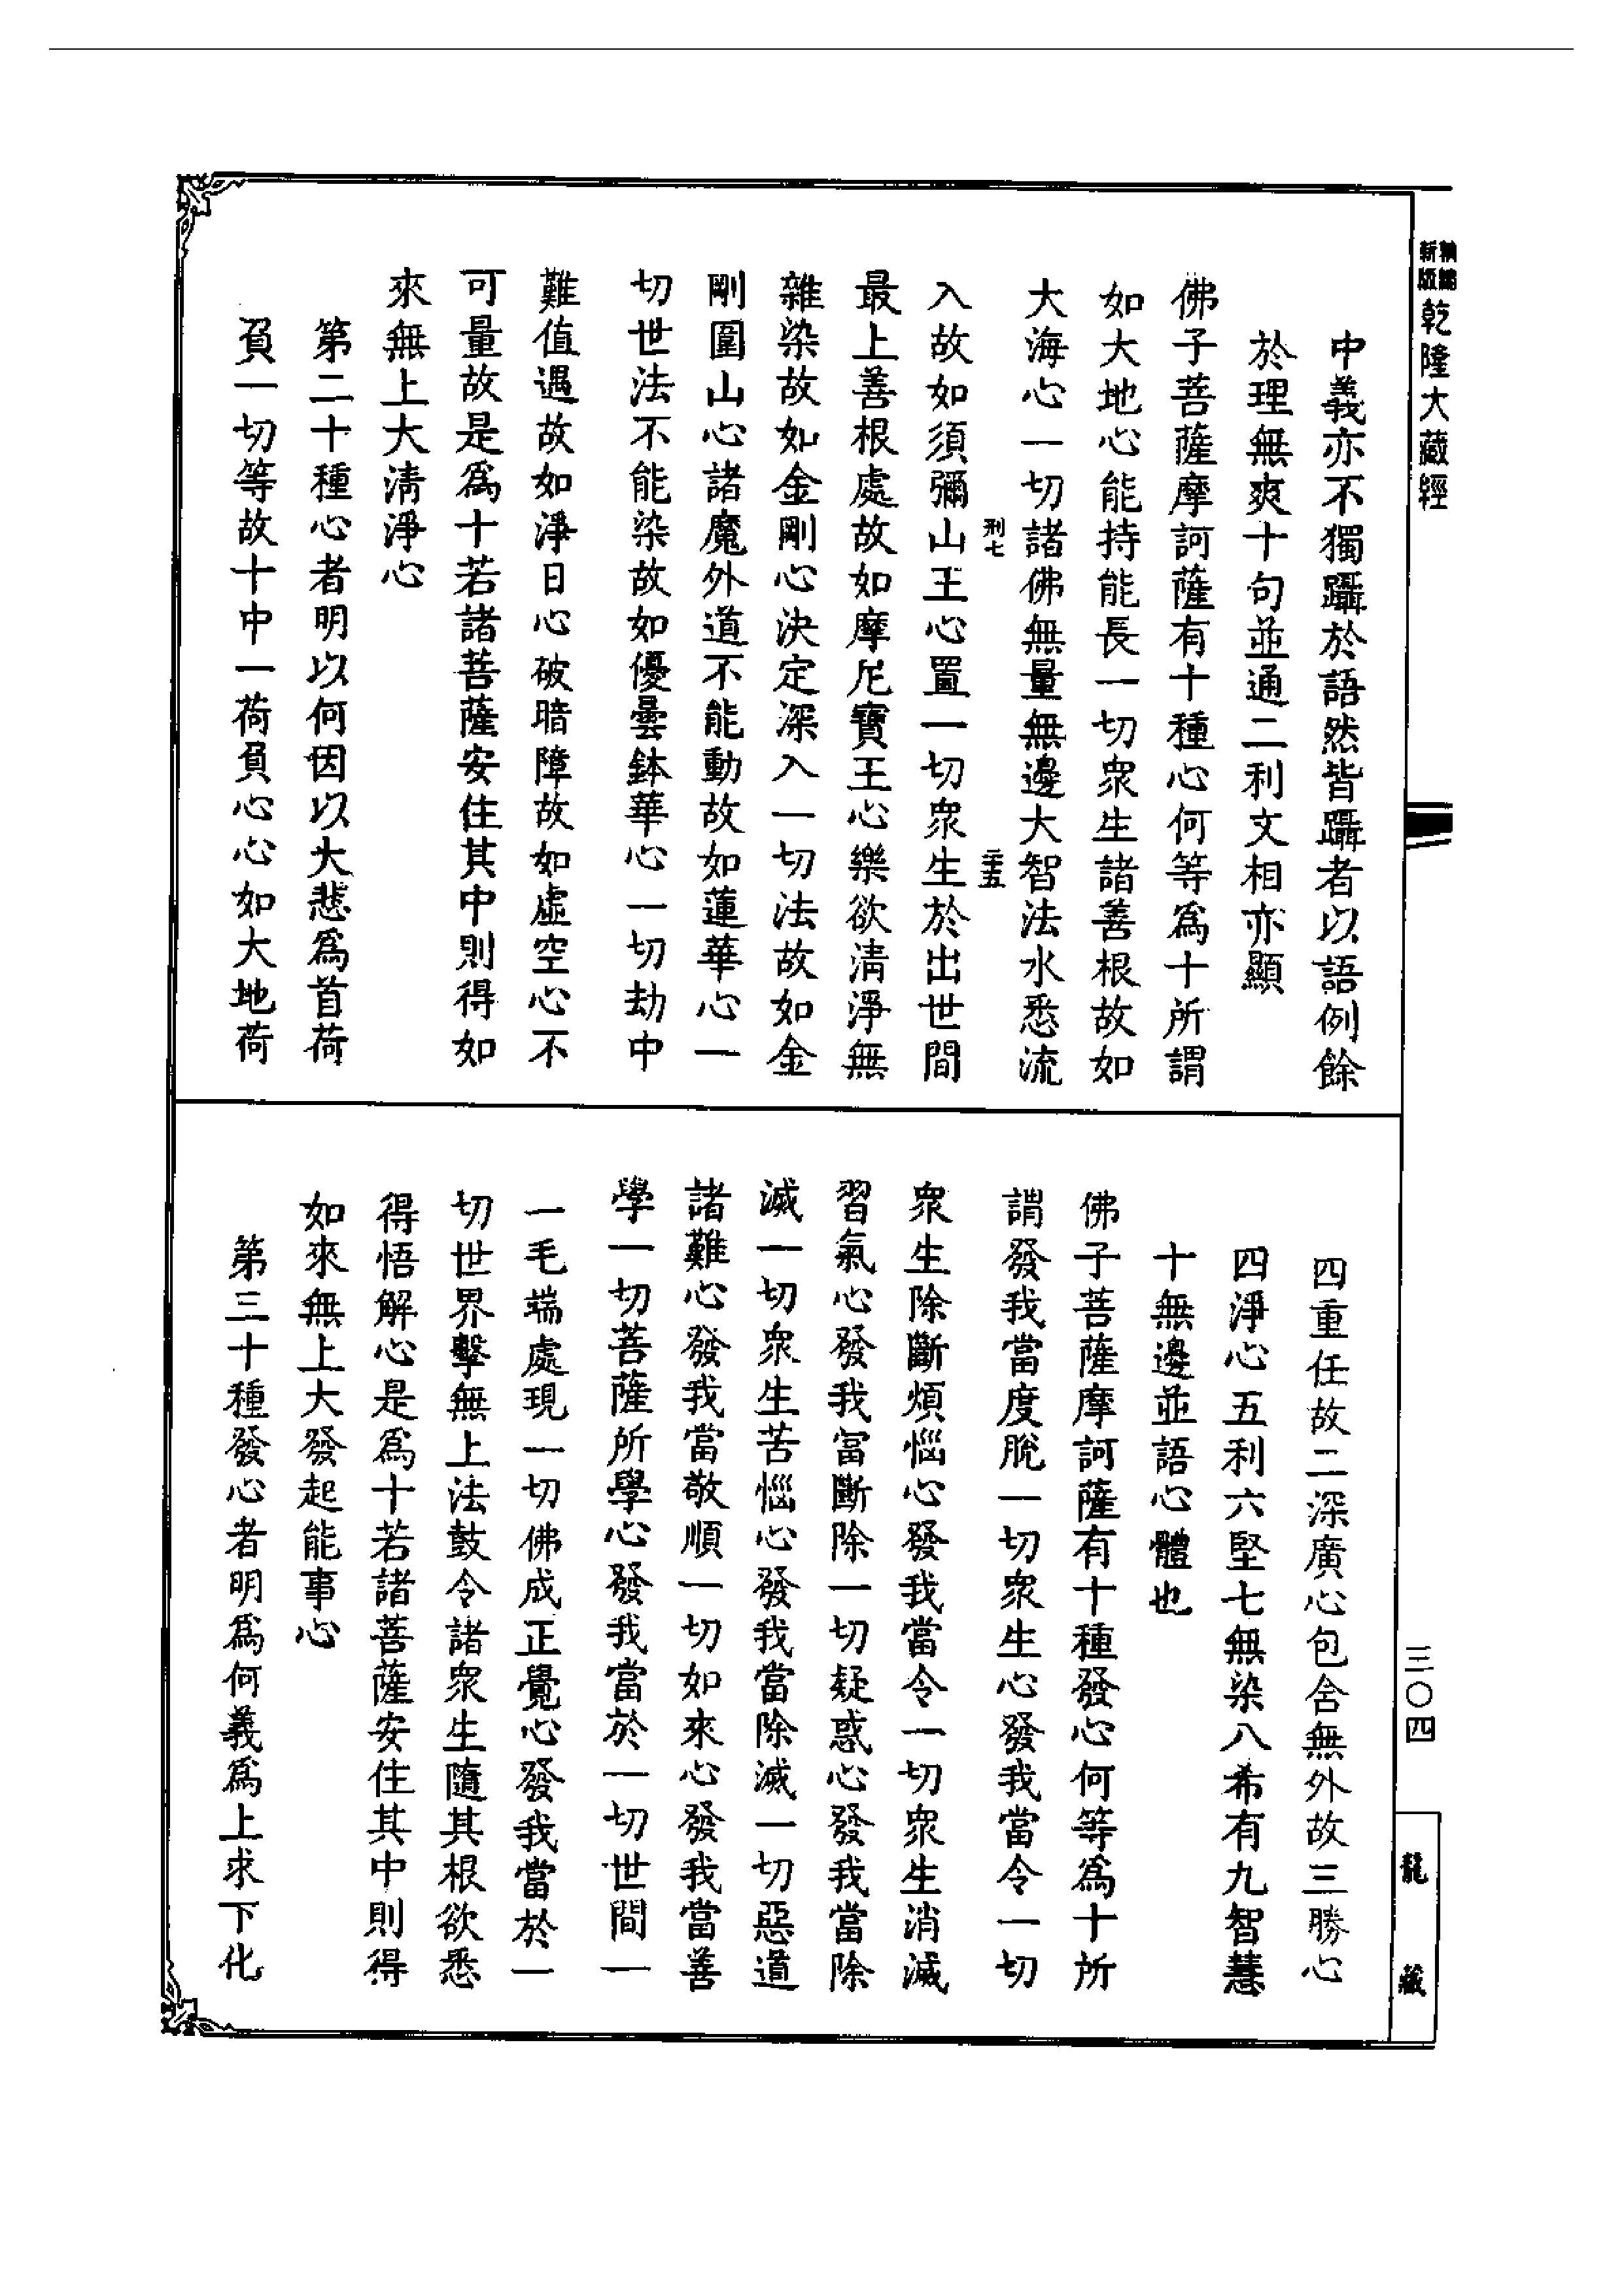 精縮新版乾隆大藏經
中義亦不獨躡於語然皆躡者以語例餘
於理無爽十句並通二利文相亦顯
佛子菩薩摩訶薩有十種心何等爲十所謂
如大地心能持能長一切衆生諸善根故如
大海心一切諸佛無量無邊大智法水悉流
刑七
二十五
入故如須彌山王心置一切衆生於出世間
最上善根處故如摩尼寶王心樂欲清淨無
雜染故如金剛心決定深入一切法故如金
剛圍山心諸魔外道不能動故如蓮華心一
切世法不能染故如優曇鉢華心一切劫中
難值遇故如淨日心破暗障故如虛空心不
可量故是爲十若諸菩薩安住其中則得如
來無上大清淨心
第二十種心者明以何因以大悲爲首荷
負一切等故十中一荷負心心如大地荷
四重任故二深廣心包含無外故三勝心
四淨心五利六堅七無染八希有九智慧
十無邊並語心體也
佛子菩薩摩訶薩有十種發心何等爲十所
謂發我當度脫一切衆生心發我當令一切
衆生除斷煩惱心發我當令一切衆生消滅
習氣心發我當斷除一切疑惑心發我當除
滅一切衆生苦惱心發我當除滅一切惡道
諸難心發我當敬順一切如來心發我當善
學一切菩薩所學心發我當於一切世間一
一毛端處現一切佛成正覺心發我當於一
切世界擊無上法鼓令諸衆生隨其根欲悉
得悟解心是爲十若諸菩薩安住其中則得
如來無上大發起能事心
第三十種發心者明爲何義爲上求下化
三〇四
龍藏